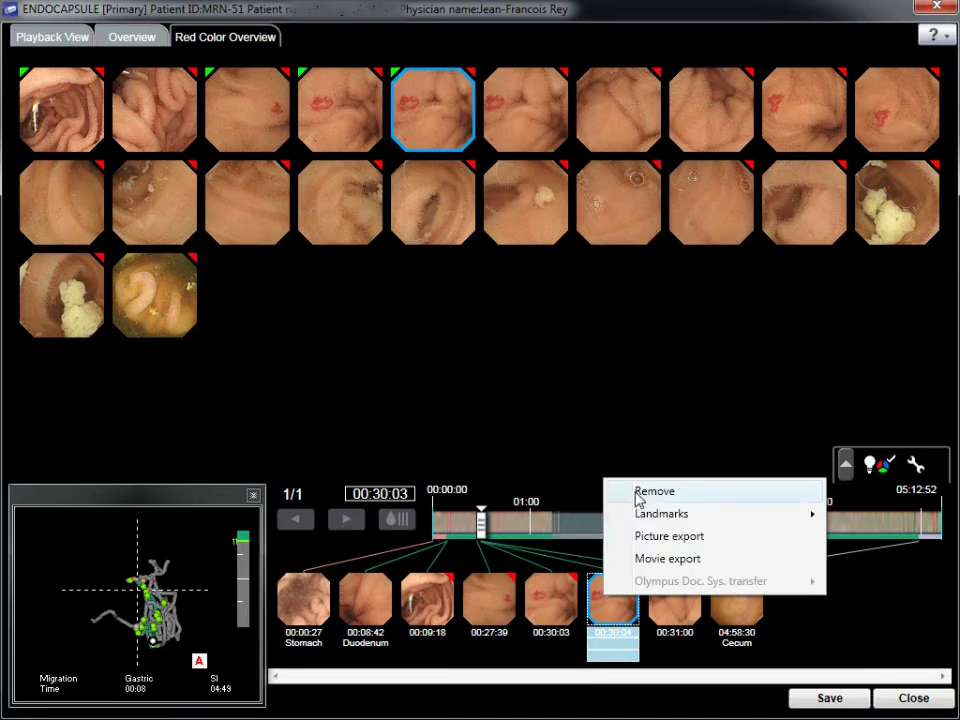 ENDOCAPSULE [Primary] Patient ID:MRN-51 Patient Physician name:Jean-Francois Rey
Playback View Overview Red Color Overview
?
1/1 00:30:03 00:00:00 01:00 05:12:52
Remove
Landmarks
Picture export
Movie export
Olympus Doc. Sys. transfer
00:00:27 00:08:42 00:09:18 00:27:39 00:30:03 00:30:04 00:31:00 04:58:30
Stomach Duodenum Cecum
A
Migration Gastric SI
Time 00:08 04:49
Save Close